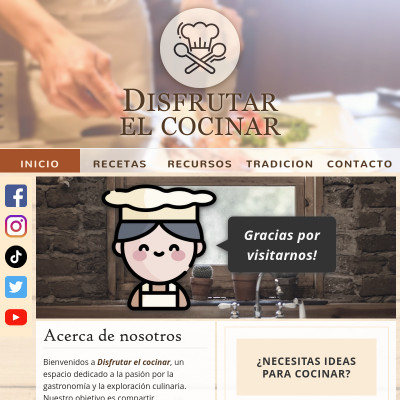 DISFRUTAR
EL COCINAR
INICIO
RECETAS
RECURSOS
TRADICION
CONTACTO
Gracias por
visitarnos!
Acerca de nosotros
Bienvenidos a Disfrutar el cocinar, un
espacio dedicado a la pasión por la
gastronomía y la exploración culinaria.
Nuestro objetivo es compartir
¿NECESITAS IDEAS
PARA COCINAR?